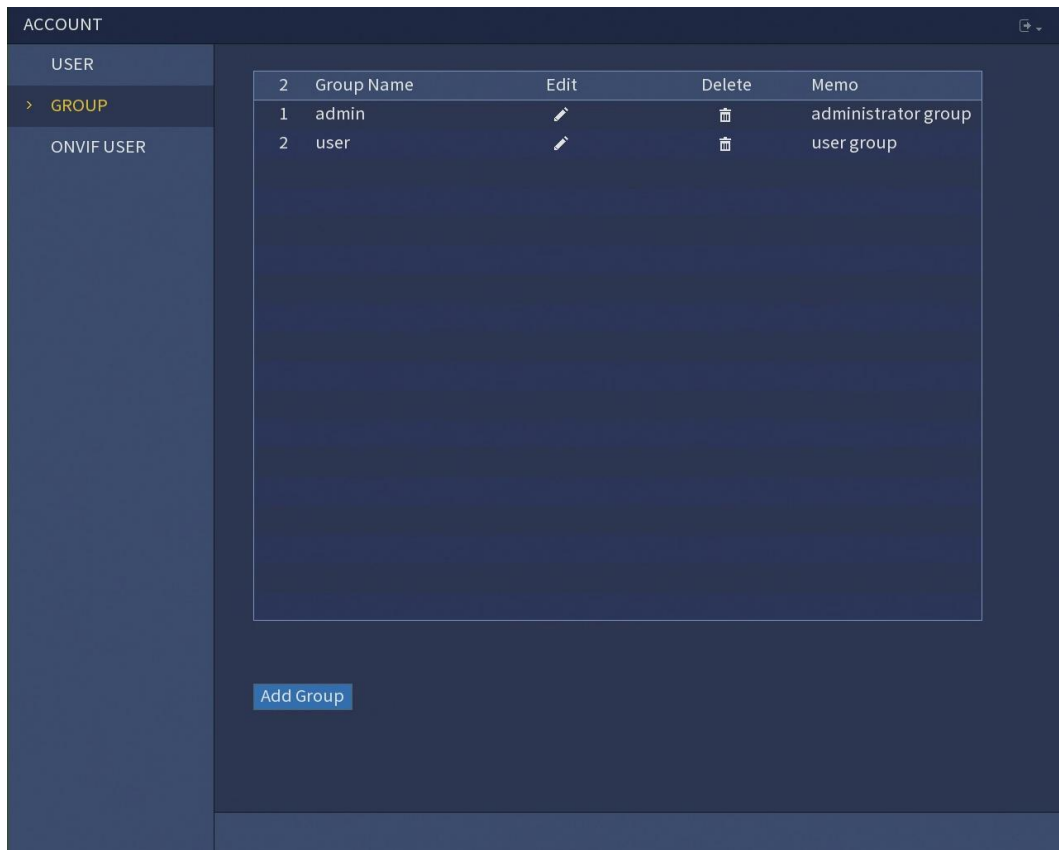 ACCOUNT
USER
> GROUP
ONVIF USER
2 Group Name Edit Delete Memo
1 admin administrator group
2 user user group
Add Group